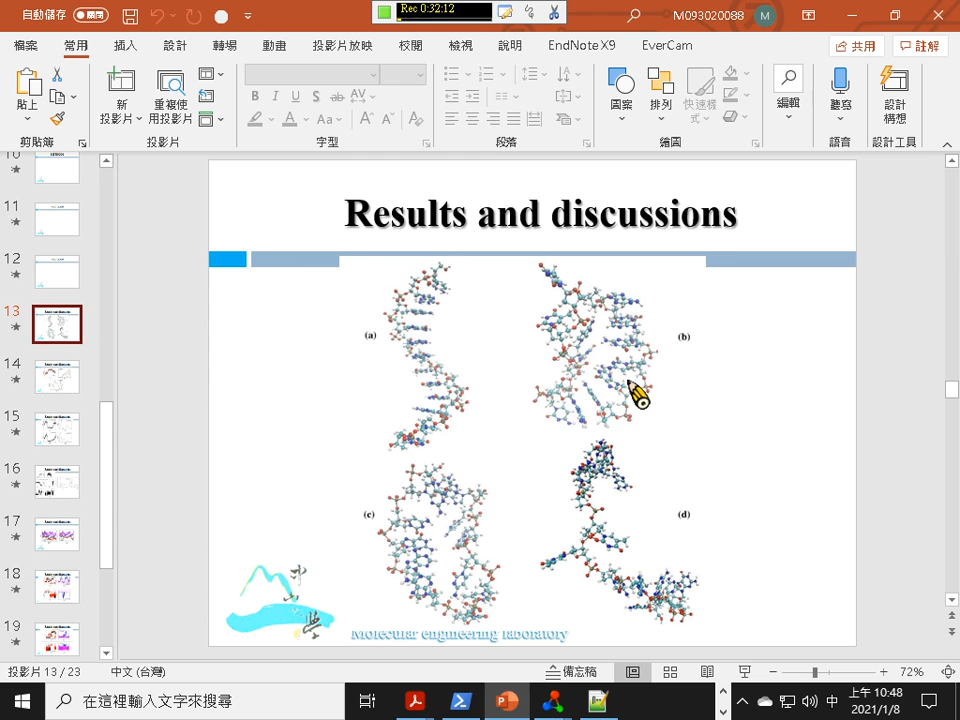 自動儲存 關閉
Rec 0:32:12
M093020088 M
檔案 常用 插入 設計 轉場 動畫 投影片放映 校閱 檢視 說明 EndNote X9 EverCam
共用 註解
貼上
新
投影片
重複使
用投影片
B I U S ab AV
A Aa A A A
圖案 排列 快速樣
式
編輯
聽寫
設計
構想
剪貼簿 投影片 字型 段落 繪圖 語音 設計工具
10
11
12
13
14
15
16
17
18
19
Results and discussions
(a)
(b)
(c)
(d)
Molecular engineering laboratory
投影片 13 / 23 中文 (台灣) 備忘稿 72%
在這裡輸入文字來搜尋
中
上午 10:48
2021/1/8